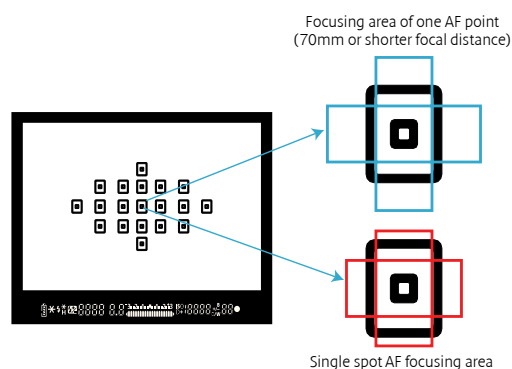 Focusing area of one AF point
(70mm or shorter focal distance)
Single spot AF focusing area